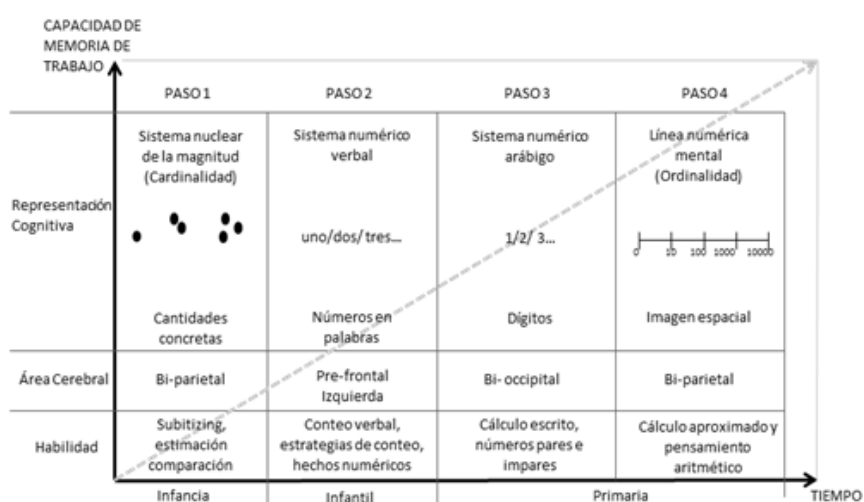 CAPACIDAD DE
MEMORIA DE
TRABAJO
PASO 1
PASO 2
PASO 3
PASO 4
Representación
Cognitiva
Sistema nuclear
de la magnitud
(Cardinalidad)
Cantidades
concretas
Sistema numérico
verbal
uno/dos/tres...
Números en
palabras
Sistema numérico
arábigo
1/2/ 3...
Dígitos
Línea numérica
mental
(Ordinalidad)
0 10 100 1000 10000
Imagen espacial
Área Cerebral
Bi-parietal
Pre-frontal
Izquierda
Bi- occipital
Bi-parietal
Habilidad
Subitizing,
estimación
comparación
Conteo verbal,
estrategias de conteo,
hechos numéricos
Cálculo escrito,
números pares e
impares
Cálculo aproximado y
pensamiento
aritmético
Infancia
Infantil
Primaria
TIEMPO